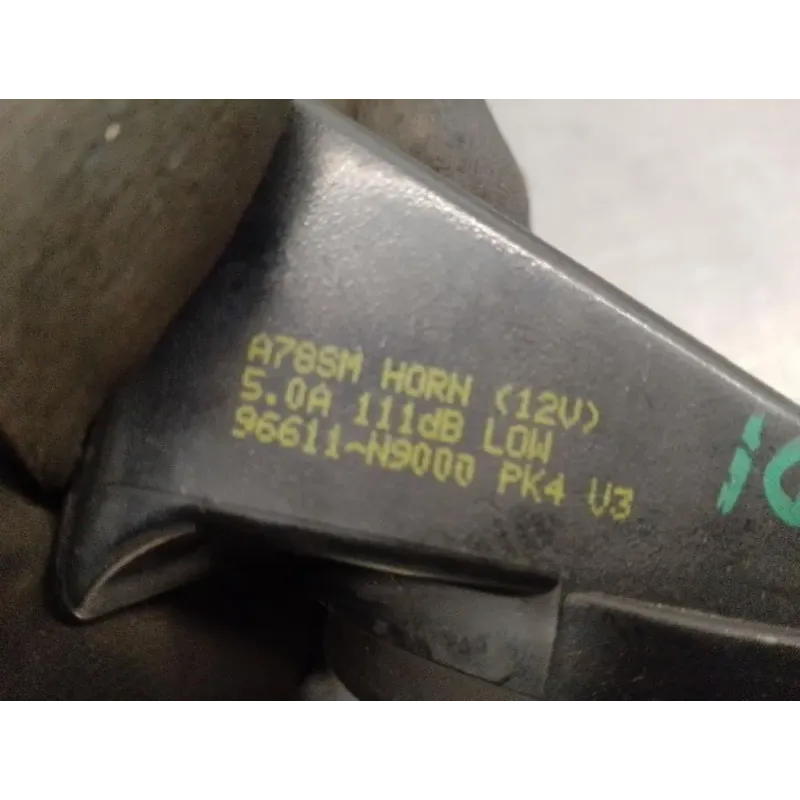 A78SM HORN (12V)
5.0A 111dB LOW
96611-N9000 PK4 V3